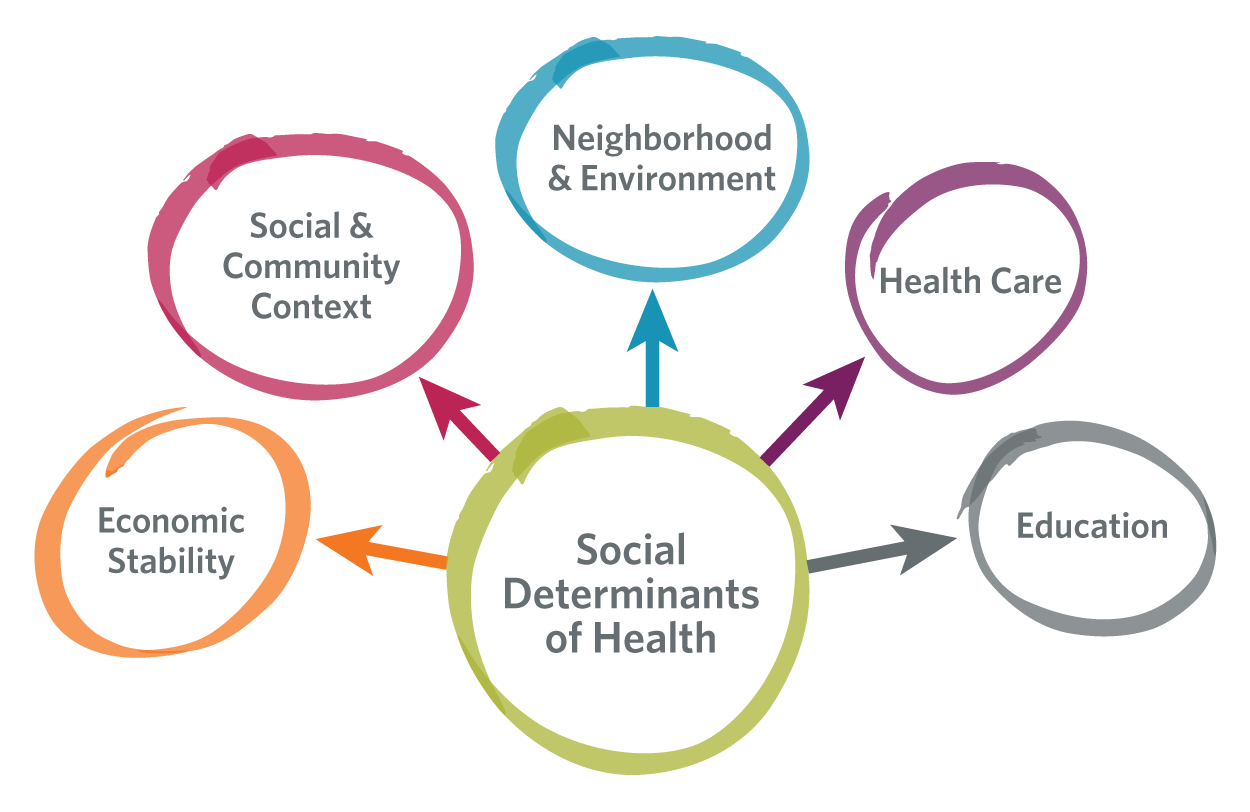 Neighborhood
& Environment
Social &
Community
Context
Health Care
Economic
Stability
Education
Social
Determinants
of Health